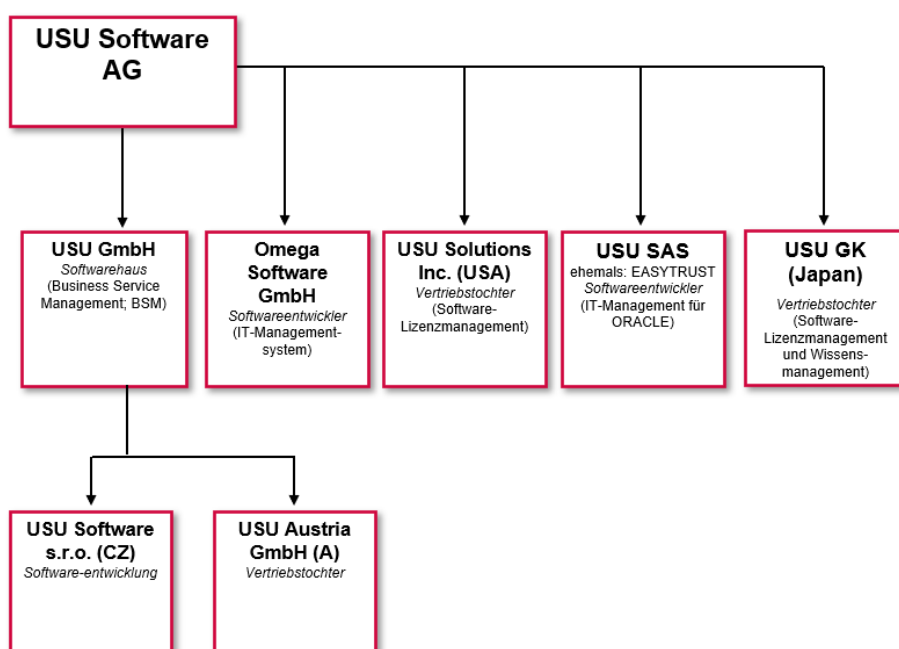 USU Software
AG
USU GmbH
Softwarehaus
(Business Service
Management; BSM)
Omega
Software
GmbH
Softwareentwickler
(IT-Management-
system)
USU Solutions
Inc. (USA)
Vertriebstochter
(Software-
Lizenzmanagement)
USU SAS
ehemals: EASYTRUST
Softwareentwickler
(IT-Management für
ORACLE)
USU GK
(Japan)
Vertriebstochter
(Software-
Lizenzmanagement
und Wissens-
management)
USU Software
s.r.o. (CZ)
Software-entwicklung
USU Austria
GmbH (A)
Vertriebstochter